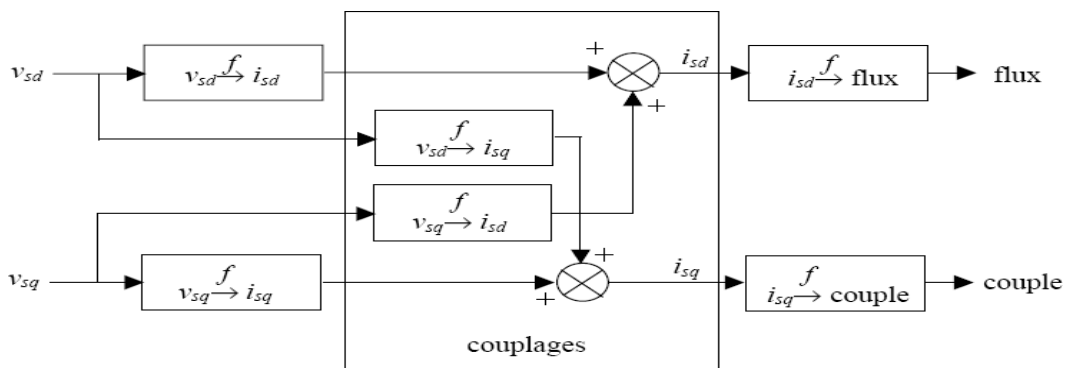 v_sd
f
v_sd → i_sd
+
i_sd
f
i_sd → flux
flux
+
f
v_sd → i_sq
f
v_sq → i_sd
+
v_sq
f
v_sq → i_sq
+
i_sq
f
i_sq → couple
couple
couplages